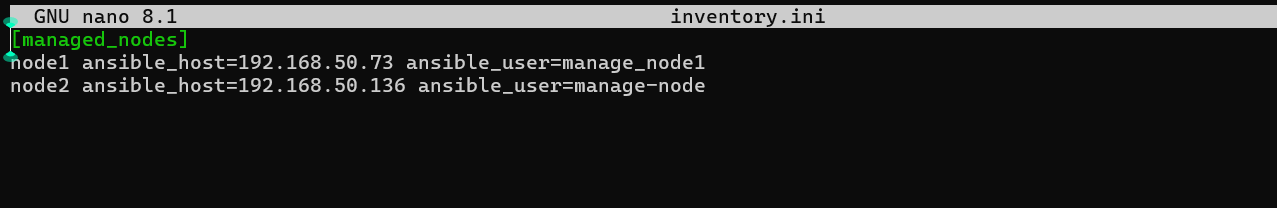 GNU nano 8.1 inventory.ini
[managed_nodes]
node1 ansible_host=192.168.50.73 ansible_user=manage_node1
node2 ansible_host=192.168.50.136 ansible_user=manage-node